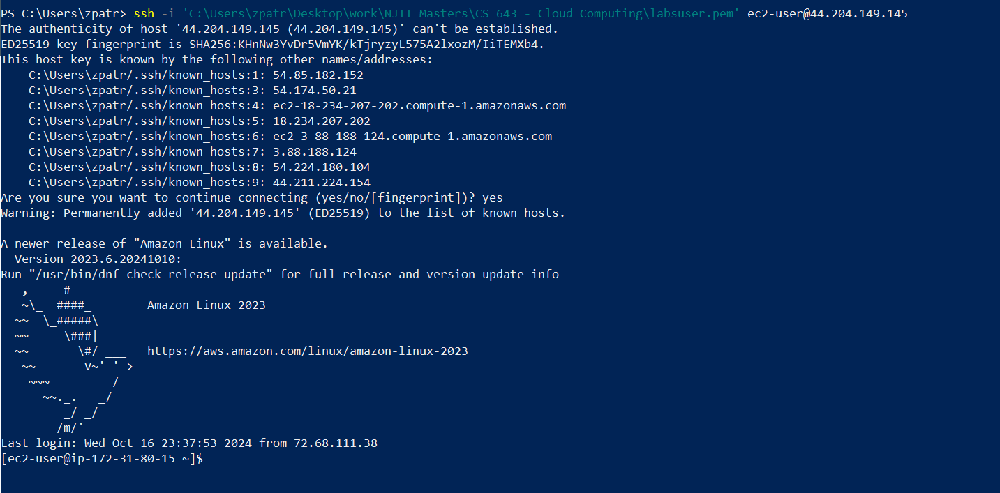 PS C:\Users\zpatr> ssh -i 'C:\Users\zpatr\Desktop\work\NJIT Masters\CS 643 - Cloud Computing\labsuser.pem' ec2-user@44.204.149.145
The authenticity of host '44.204.149.145 (44.204.149.145)' can't be established.
ED25519 key fingerprint is SHA256:KHnNw3YvDr5VmYK/kTjryzyL575A2lxozM/IiTEMXb4.
This host key is known by the following other names/addresses:
    C:\Users\zpatr/.ssh/known_hosts:1: 54.85.182.152
    C:\Users\zpatr/.ssh/known_hosts:3: 54.174.50.21
    C:\Users\zpatr/.ssh/known_hosts:4: ec2-18-234-207-202.compute-1.amazonaws.com
    C:\Users\zpatr/.ssh/known_hosts:5: 18.234.207.202
    C:\Users\zpatr/.ssh/known_hosts:6: ec2-3-88-188-124.compute-1.amazonaws.com
    C:\Users\zpatr/.ssh/known_hosts:7: 3.88.188.124
    C:\Users\zpatr/.ssh/known_hosts:8: 54.224.180.104
    C:\Users\zpatr/.ssh/known_hosts:9: 44.211.224.154
Are you sure you want to continue connecting (yes/no/[fingerprint])? yes
Warning: Permanently added '44.204.149.145' (ED25519) to the list of known hosts.

A newer release of "Amazon Linux" is available.
  Version 2023.6.20241010:
Run "/usr/bin/dnf check-release-update" for full release and version update info
   ,     #_
   ~\_  ####_        Amazon Linux 2023
  ~~  \_#####\
  ~~     \###|
  ~~       \#/ ___   https://aws.amazon.com/linux/amazon-linux-2023
   ~~       V~' '->
    ~~~         /
      ~~._.   _/
         _/ _/
       _/m/'
Last login: Wed Oct 16 23:37:53 2024 from 72.68.111.38
[ec2-user@ip-172-31-80-15 ~]$